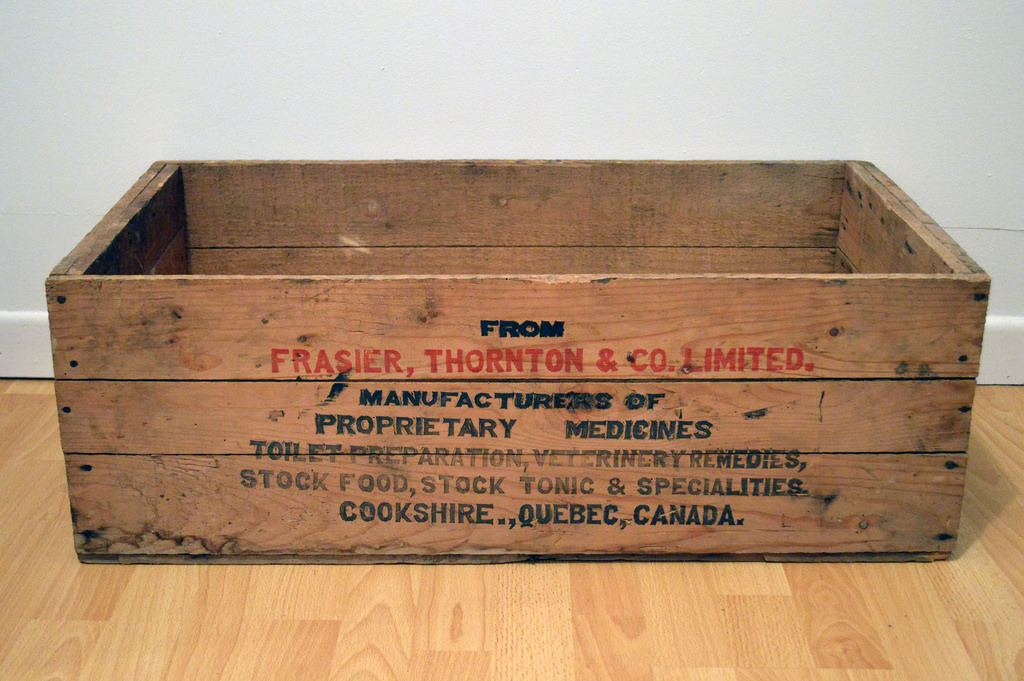 FROM
FRASIER, THORNTON & CO. LIMITED.
MANUFACTURERS OF
PROPRIETARY MEDICINES
TOILET PREPARATION, VETERINERY REMEDIES,
STOCK FOOD, STOCK TONIC & SPECIALITIES
COOKSHIRE., QUEBEC, CANADA.